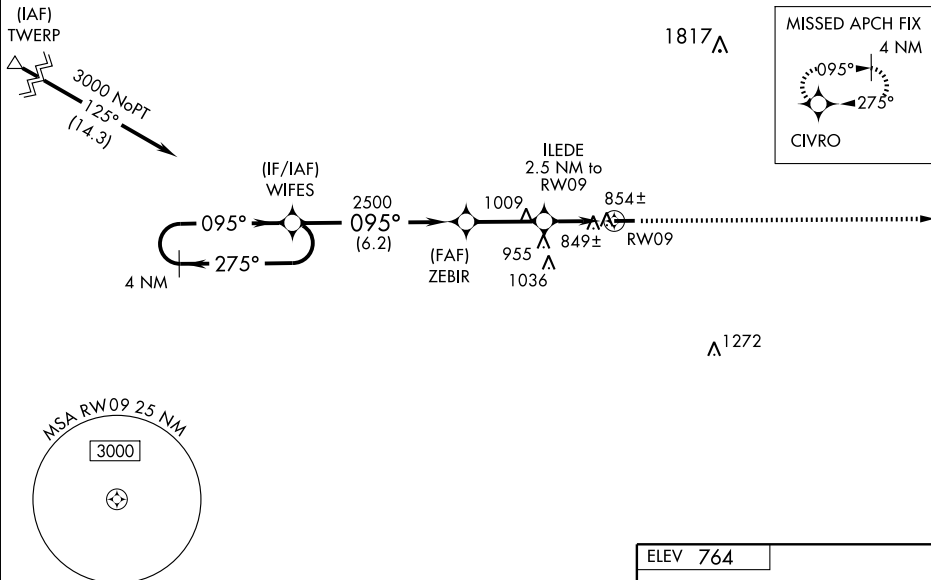 (IAF)
TWERP
3000 NoPT
125°
(14.3)
1817
MISSED APCH FIX
4 NM
095°
275°
CIVRO
(IF/IAF)
WIFES
095°
275°
4 NM
2500
095°
(6.2)
(FAF)
ZEBIR
ILEDE
2.5 NM to
RW09
1009
854±
849±
RW09
955
1036
1272
MSA RW09 25 NM
3000
ELEV 764